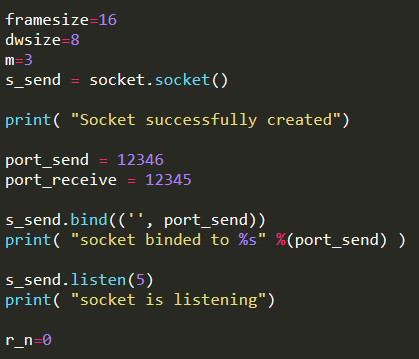 framesize=16
dwsize=8
m=3
s_send = socket.socket()
print( "Socket successfully created")
port_send = 12346
port_receive = 12345
s_send.bind(('', port_send))
print( "socket binded to %s" %(port_send) )
s_send.listen(5)
print( "socket is listening")
r_n=0